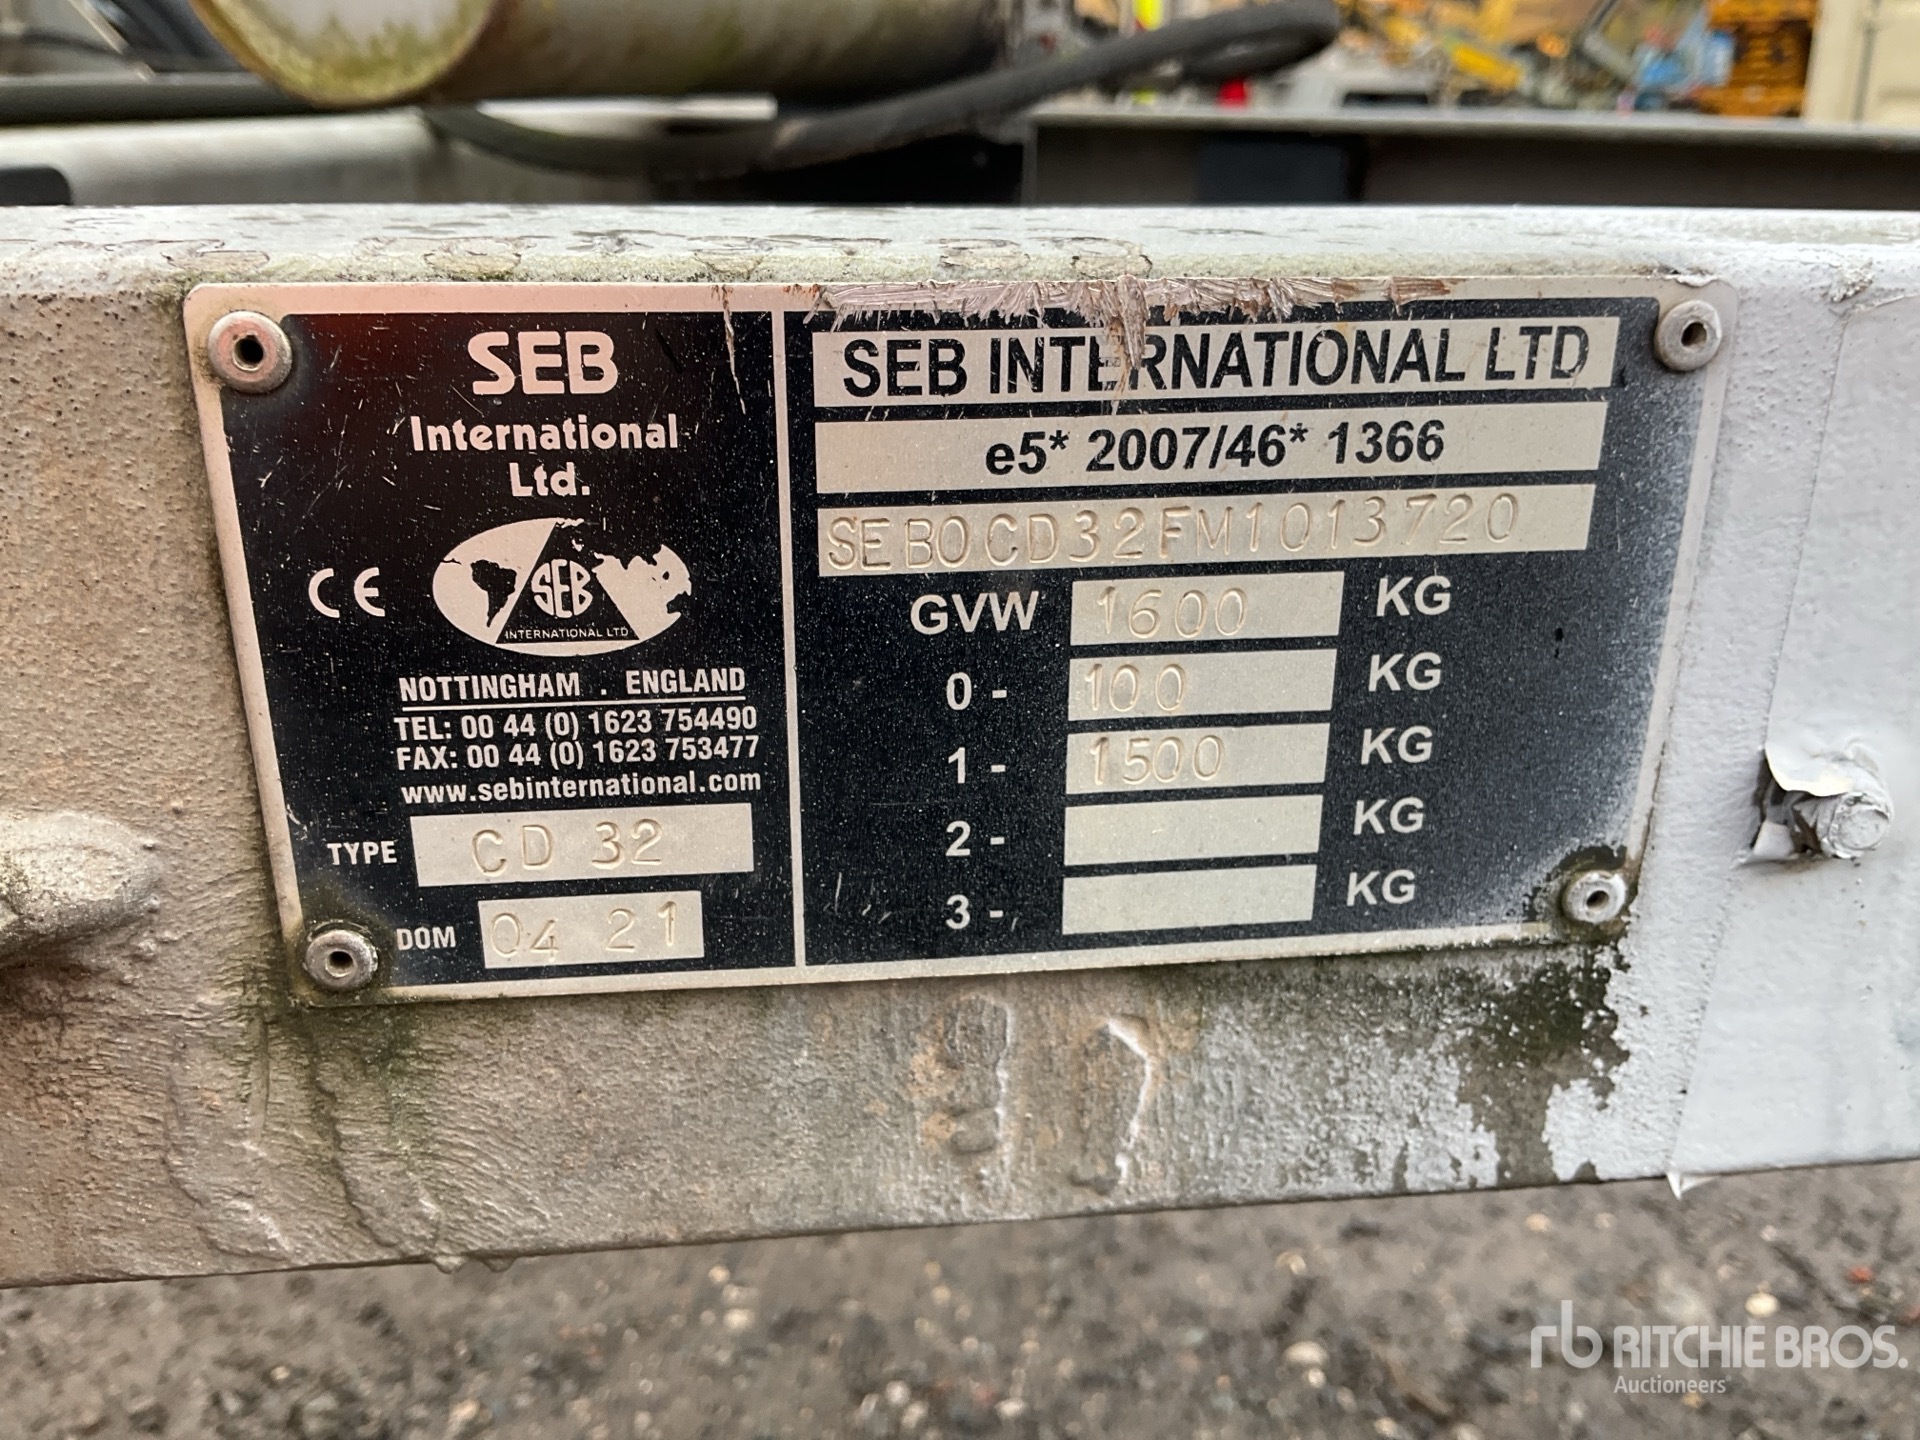 SEB
International
Ltd.
CE
SEB
INTERNATIONAL LTD
NOTTINGHAM . ENGLAND
TEL: 00 44 (0) 1623 754490
FAX: 00 44 (0) 1623 753477
www.sebinternational.com
TYPE CD 32
DOM 04 21
SEB INTERNATIONAL LTD
e5* 2007/46* 1366
SEB0CD32FM1013720
GVW 1600 KG
0 - 100 KG
1 - 1500 KG
2 - KG
3 - KG
rb RITCHIE BROS.
Auctioneers